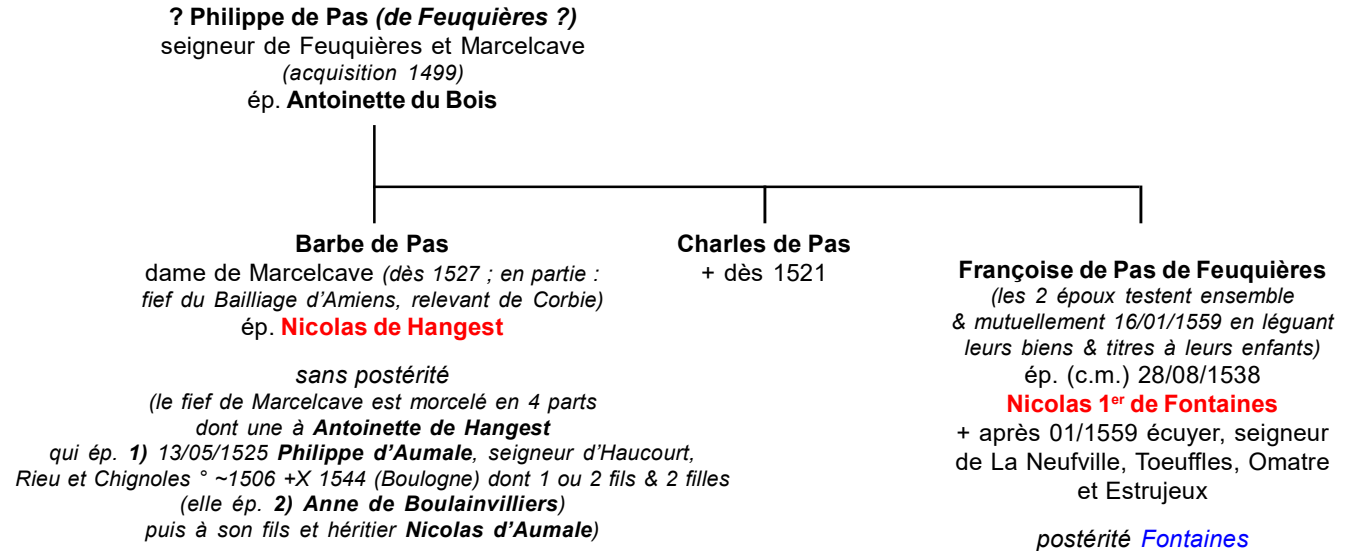 ? Philippe de Pas (de Feuquières ?)
seigneur de Feuquières et Marcelcave
(acquisition 1499)
ép. Antoinette du Bois
Barbe de Pas
dame de Marcelcave (dès 1527 ; en partie :
fief du Bailliage d'Amiens, relevant de Corbie)
ép. Nicolas de Hangest
sans postérité
(le fief de Marcelcave est morcelé en 4 parts
dont une à Antoinette de Hangest
qui ép. 1) 13/05/1525 Philippe d'Aumale, seigneur d'Haucourt,
Rieu et Chignoles ° ~1506 +X 1544 (Boulogne) dont 1 ou 2 fils & 2 filles
(elle ép. 2) Anne de Boulainvilliers)
puis à son fils et héritier Nicolas d'Aumale)
Charles de Pas
+ dès 1521
Françoise de Pas de Feuquières
(les 2 époux testent ensemble
& mutuellement 16/01/1559 en léguant
leurs biens & titres à leurs enfants)
ép. (c.m.) 28/08/1538
Nicolas 1er de Fontaines
+ après 01/1559 écuyer, seigneur
de La Neufville, Toeuffles, Omatre
et Estrujeux
postérité Fontaines